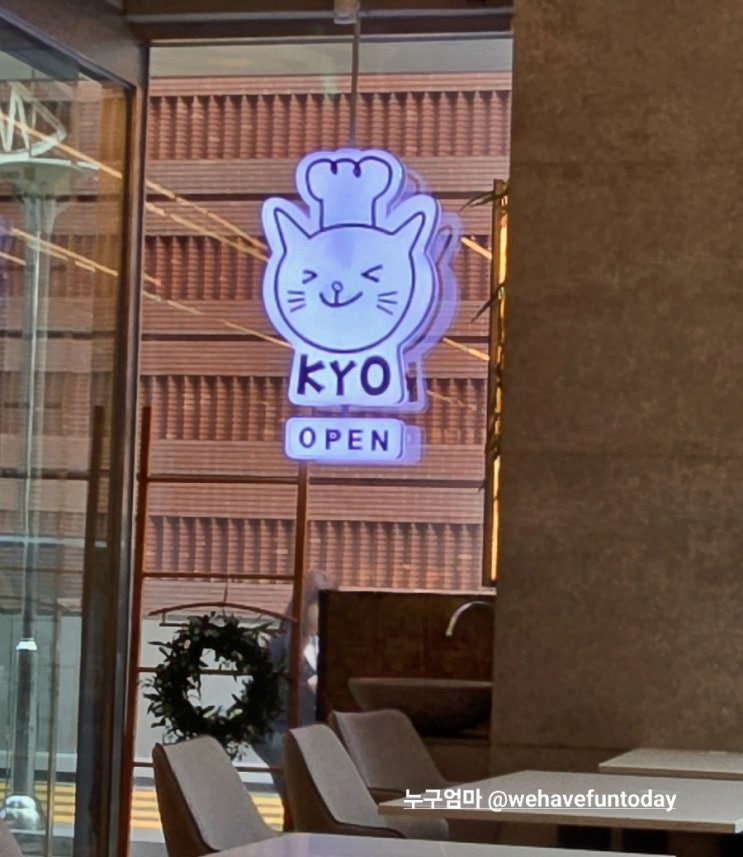 KYO
OPEN
누구엄마 @wehavefuntoday